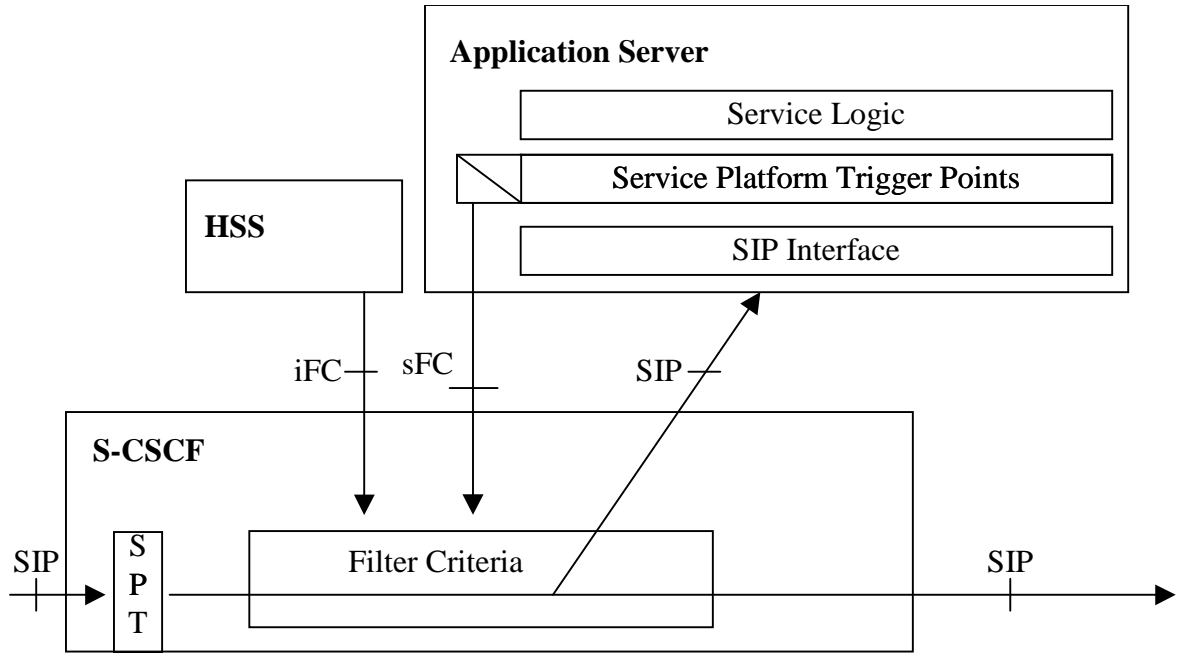 Application Server
Service Logic
Service Platform Trigger Points
HSS
SIP Interface
iFC
sFC
SIP
S-CSCF
SIP
S
P
T
Filter Criteria
SIP